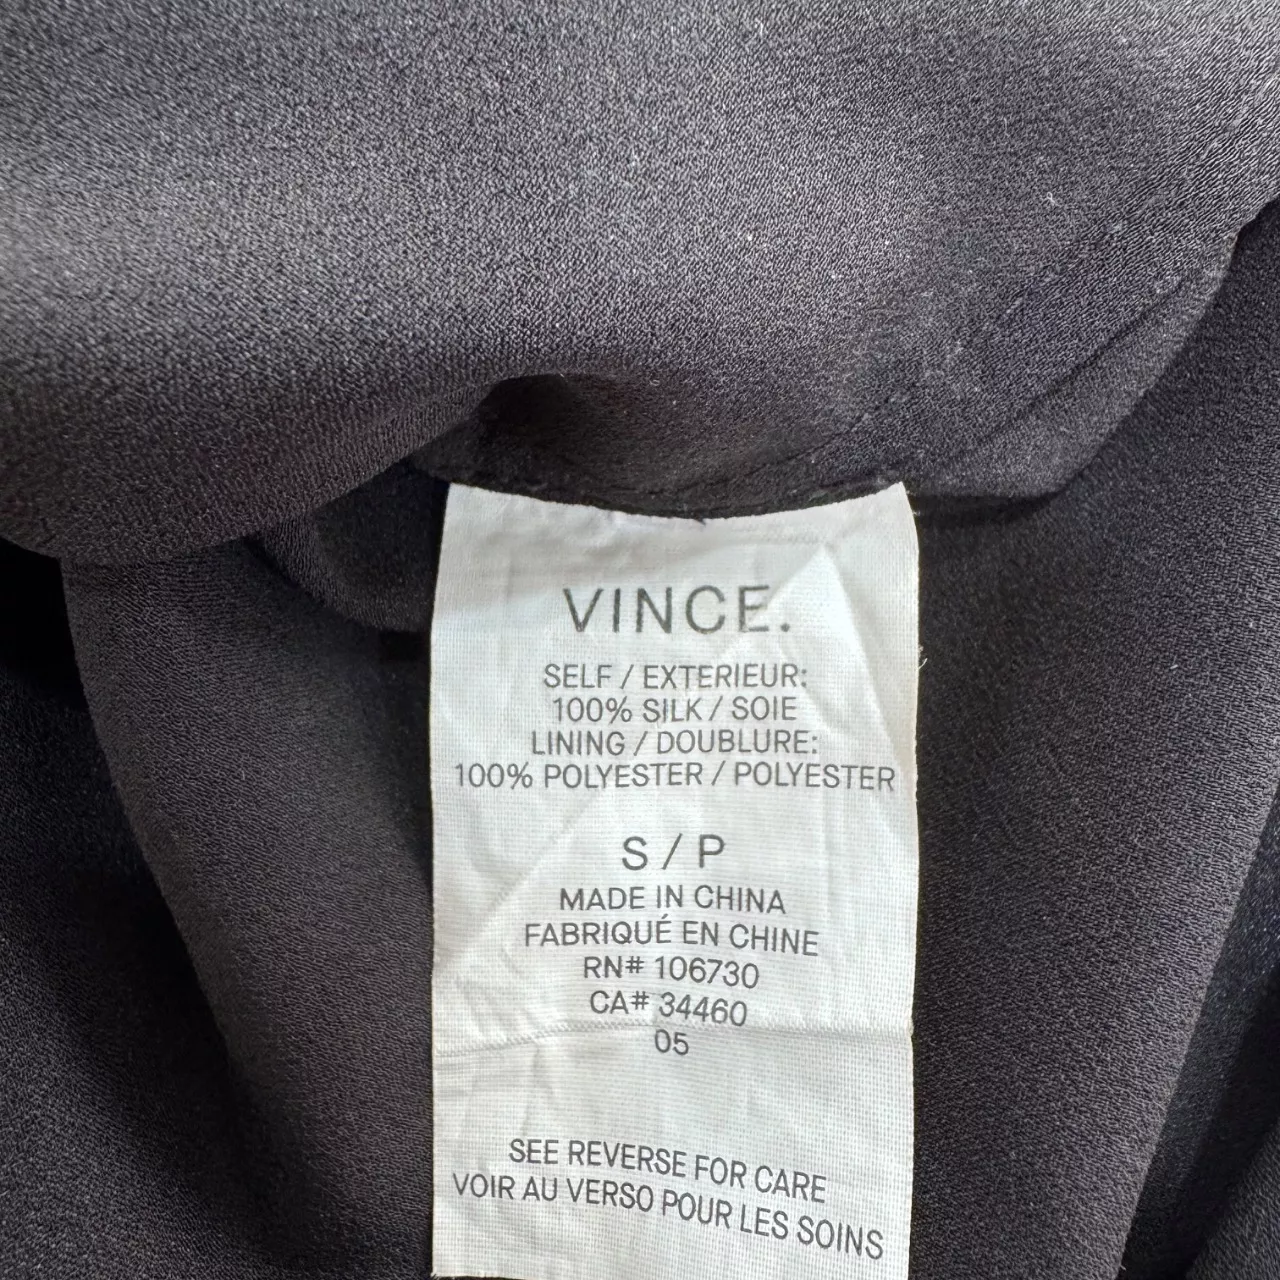 VINCE.
SELF / EXTERIEUR:
100% SILK / SOIE
LINING / DOUBLURE:
100% POLYESTER / POLYESTER
S / P
MADE IN CHINA
FABRIQUÉ EN CHINE
RN# 106730
CA# 34460
05
SEE REVERSE FOR CARE
VOIR AU VERSO POUR LES SOINS